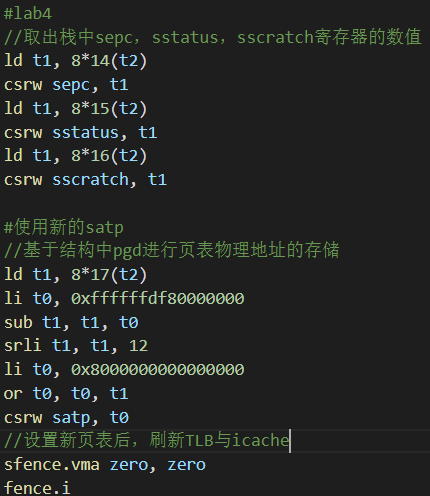 #lab4
//取出栈中sepc，sstatus，sscratch寄存器的数值
ld t1, 8*14(t2)
csrw sepc, t1
ld t1, 8*15(t2)
csrw sstatus, t1
ld t1, 8*16(t2)
csrw sscratch, t1
#使用新的satp
//基于结构中pgd进行页表物理地址的存储
ld t1, 8*17(t2)
li t0, 0xffffffdf80000000
sub t1, t1, t0
srli t1, t1, 12
li t0, 0x8000000000000000
or t0, t0, t1
csrw satp, t0
//设置新页表后，刷新TLB与icache
sfence.vma zero, zero
fence.i